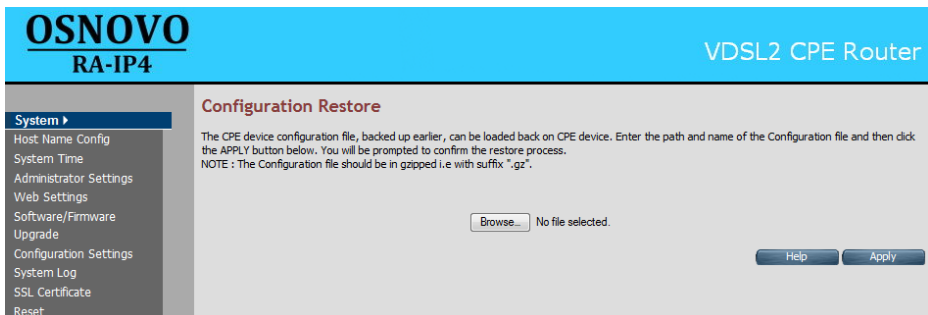 OSNOVO
RA-IP4
VDSL2 CPE Router
System
Host Name Config
System Time
Administrator Settings
Web Settings
Software/Firmware
Upgrade
Configuration Settings
System Log
SSL Certificate
Reset
Configuration Restore
The CPE device configuration file, backed up earlier, can be loaded back on CPE device. Enter the path and name of the Configuration file and then click
the APPLY button below. You will be prompted to confirm the restore process.
NOTE : The Configuration file should be in gzipped i.e with suffix ".gz".
Browse... No file selected.
Help Apply